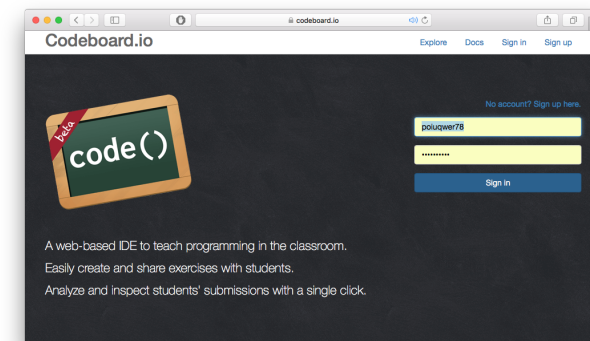 codeboard.io
Codeboard.io
Explore Docs Sign in Sign up
No account? Sign up here.
beta
code()
poiuqwer78
••••••••••
Sign in
A web-based IDE to teach programming in the classroom.
Easily create and share exercises with students.
Analyze and inspect students' submissions with a single click.